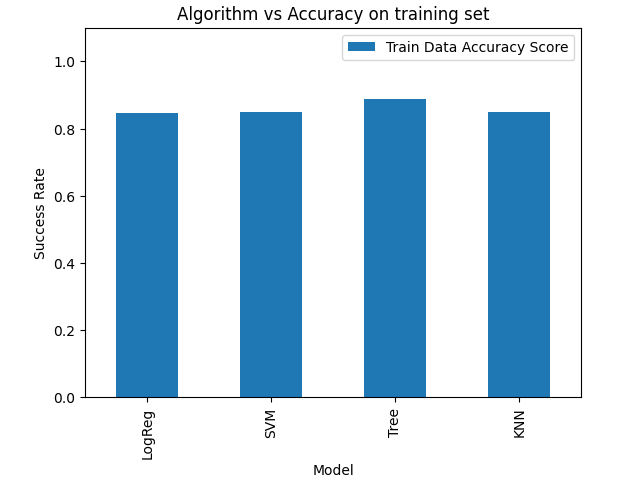 Algorithm vs Accuracy on training set
Train Data Accuracy Score
1.0
0.8
0.6
0.4
0.2
0.0
Success Rate
LogReg
SVM
Tree
KNN
Model